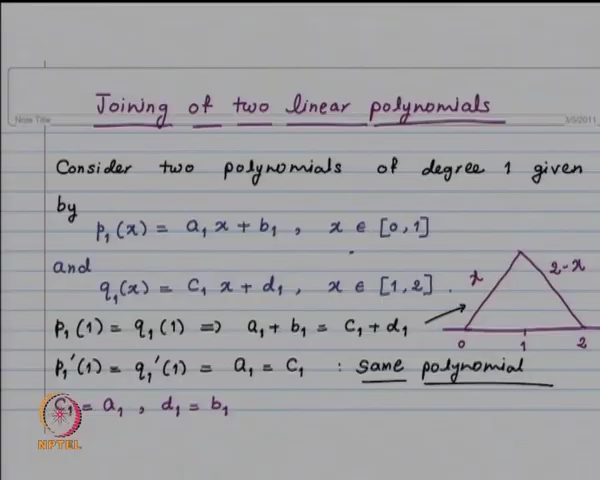 Joining of two linear polynomials
Note Title
3/5/2011
Consider two polynomials of degree 1 given
by
p₁(x) = a₁x + b₁ , x ∈ [0,1]
and
q₁(x) = c₁ x + d₁ , x ∈ [1,2] .
x
2-x
p₁(1) = q₁(1) ⟹ a₁ + b₁ = c₁ + d₁
0 1 2
p₁'(1) = q₁'(1) = a₁ = c₁ : same polynomial
c₁ = a₁ , d₁ = b₁
NPTEL